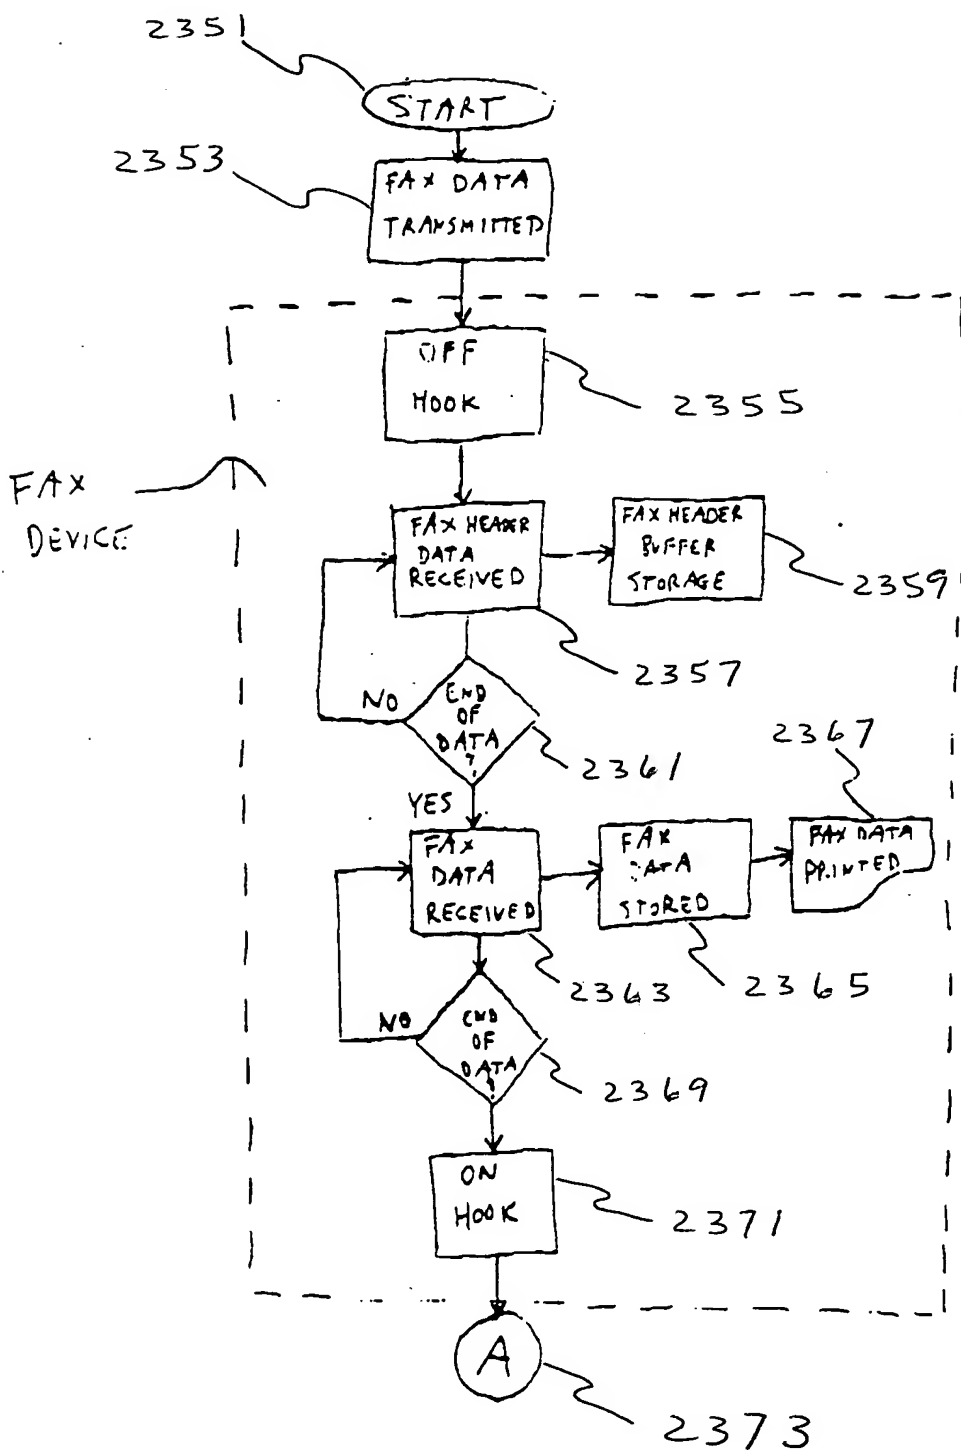 2351
START
2353
FAX DATA
TRANSMITTED
OFF
HOOK
2355
FAX
DEVICE
FAX HEADER
DATA
RECEIVED
FAX HEADER
BUFFER
STORAGE
2359
2357
NO
END
OF
DATA
?
2361
2367
YES
FAX
DATA
RECEIVED
FAX
DATA
STORED
FAX DATA
PRINTED
2363
2365
NO
END
OF
DATA
?
2369
ON
HOOK
2371
A
2373